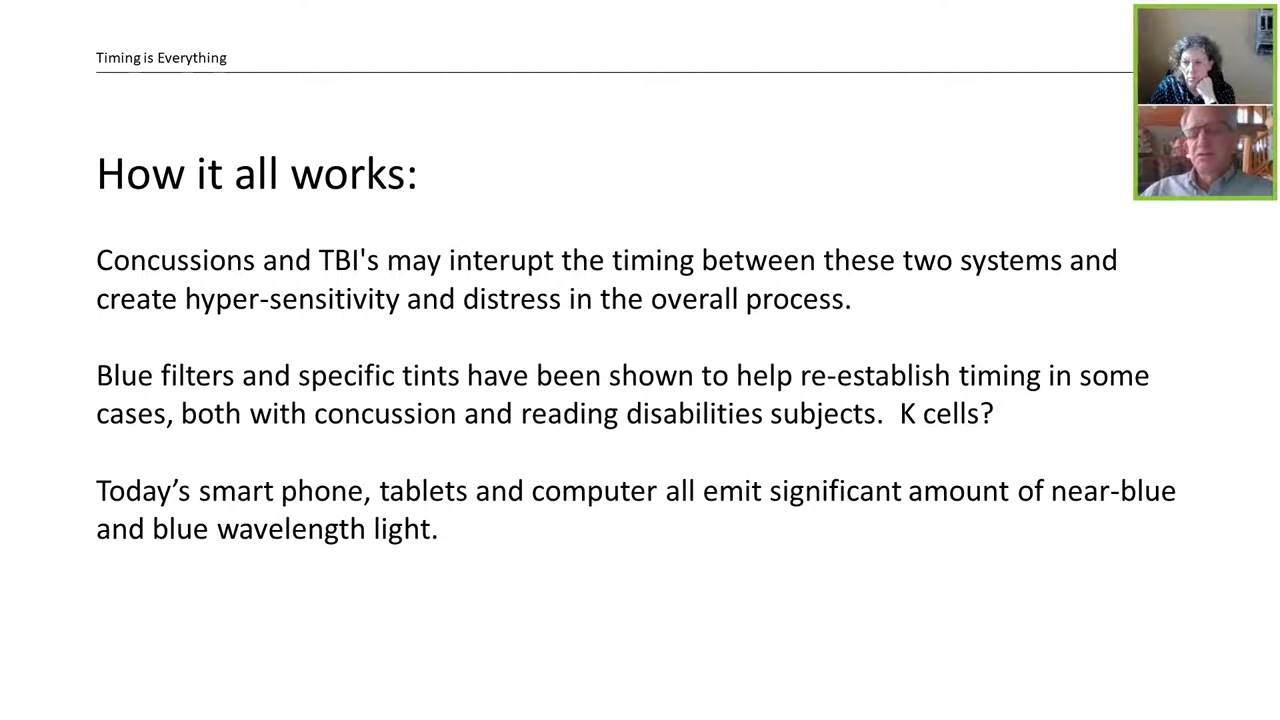 Timing is Everything
How it all works:
Concussions and TBI's may interupt the timing between these two systems and
create hyper-sensitivity and distress in the overall process.
Blue filters and specific tints have been shown to help re-establish timing in some
cases, both with concussion and reading disabilities subjects.  K cells?
Today’s smart phone, tablets and computer all emit significant amount of near-blue
and blue wavelength light.